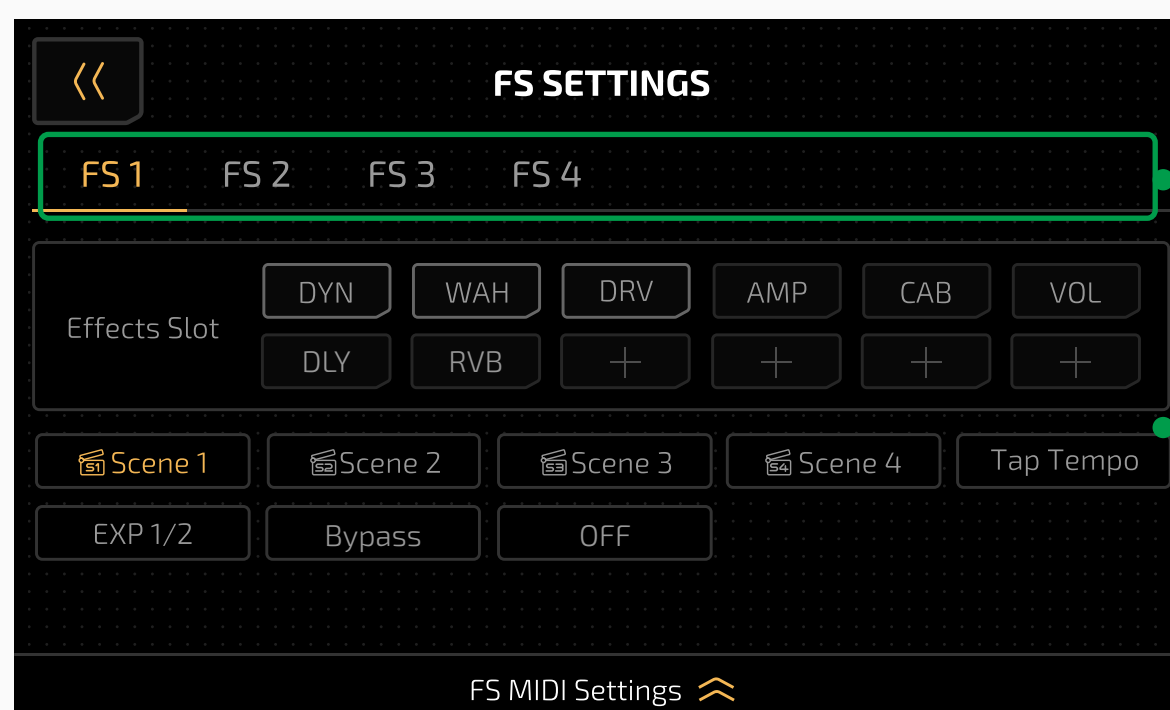 FS SETTINGS
FS 1 FS 2 FS 3 FS 4
DYN WAH DRV AMP CAB VOL
Effects Slot
DLY RVB + + + +
S1 Scene 1 S2 Scene 2 S3 Scene 3 S4 Scene 4 Tap Tempo
EXP 1/2 Bypass OFF
FS MIDI Settings